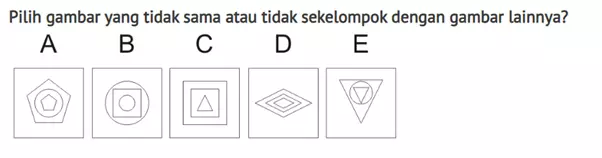 Pilih gambar yang tidak sama atau tidak sekelompok dengan gambar lainnya?
A B C D E